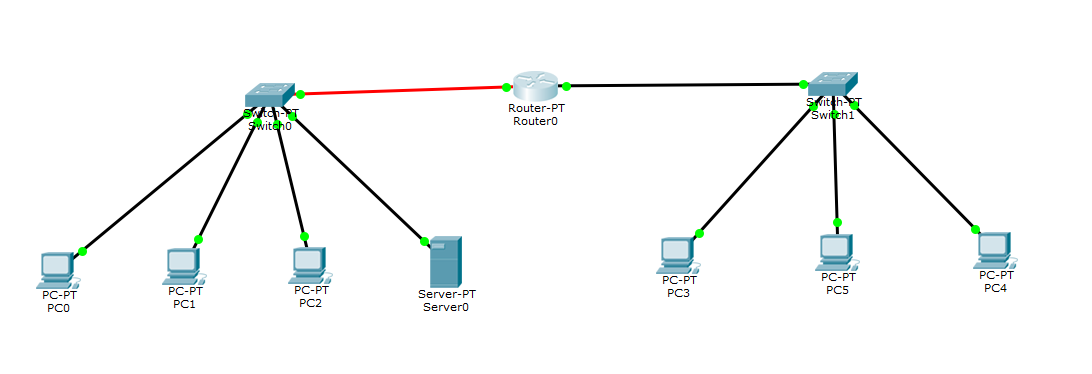 Router-PT
Router0
Switch-PT
Switch0
Switch-PT
Switch1
PC-PT
PC0
PC-PT
PC1
PC-PT
PC2
Server-PT
Server0
PC-PT
PC3
PC-PT
PC5
PC-PT
PC4